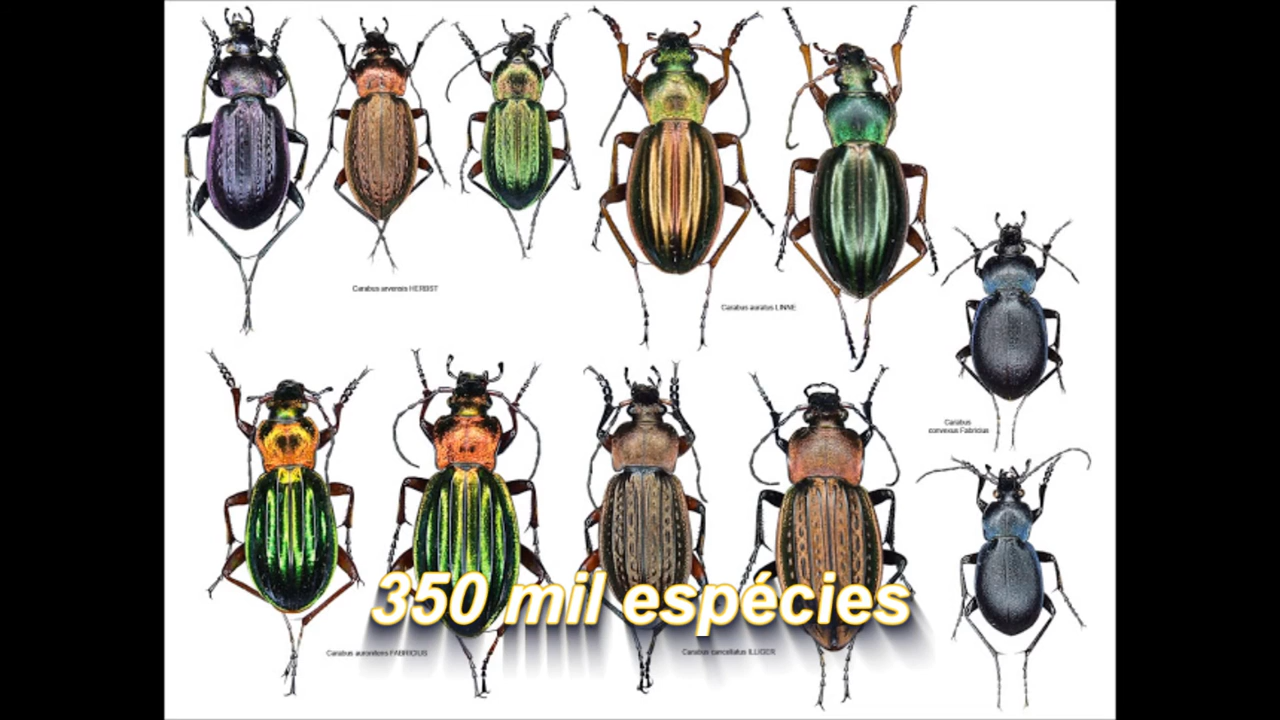 Carabus arvensis HERBST
Carabus auratus LINNE
Carabus
convexus Fabricius
350 mil espécies
Carabus auronitens FABRICIUS
Carabus cancellatus ILLIGER